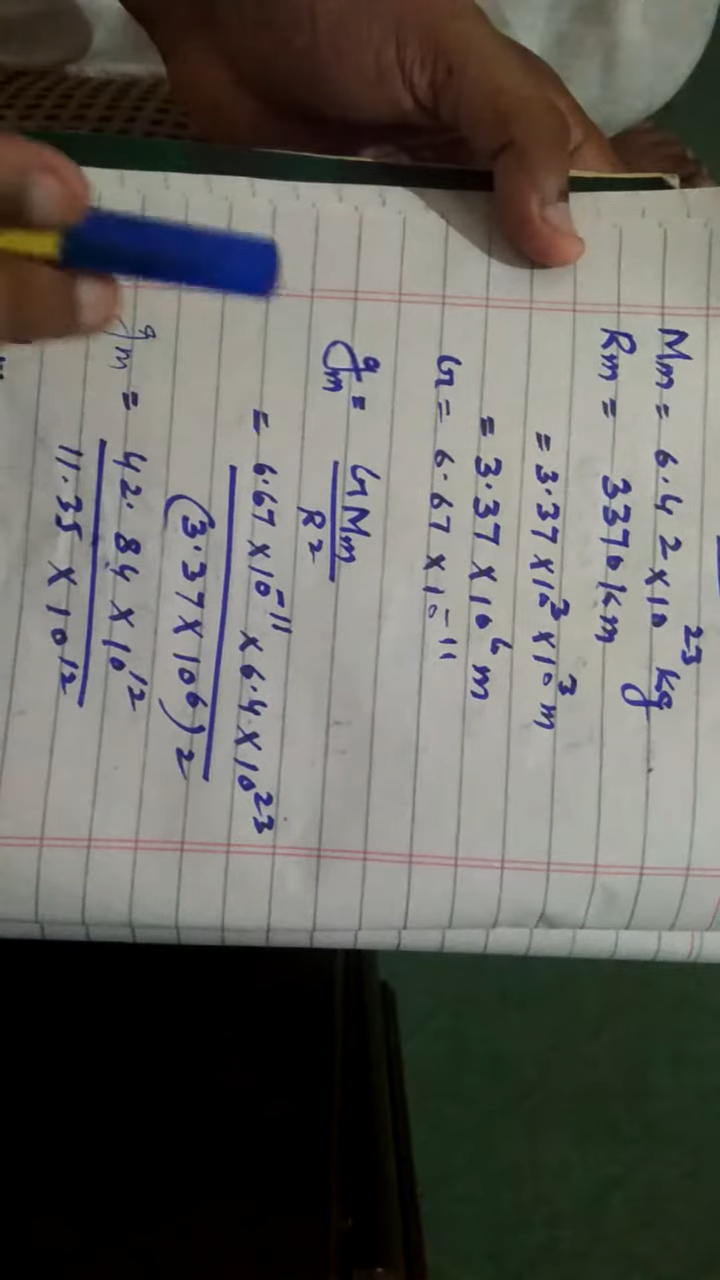 Mm = 6.42 × 10²³ kg
Rm = 3370 km
= 3.37 × 10³ × 10³ m
= 3.37 × 10⁶ m
G = 6.67 × 10⁻¹¹
gm = GMm / R²
= 6.67 × 10⁻¹¹ × 6.4 × 10²³
(3.37 × 10⁶)²
gm = 42.84 × 10¹²
11.35 × 10¹²